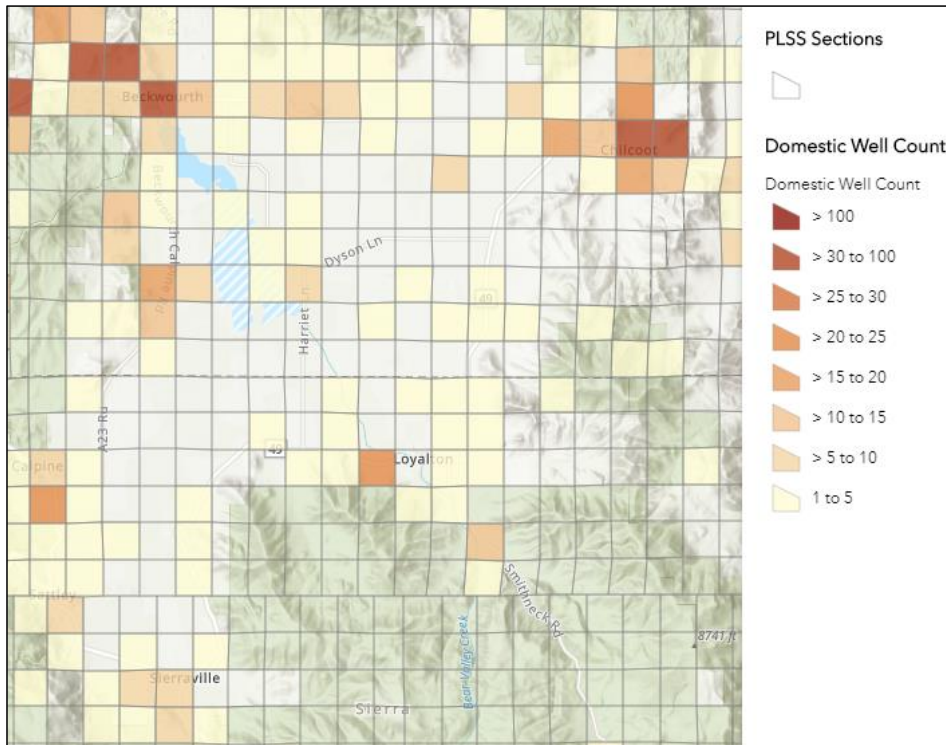 Beckwourth
Chilcoot
Dyson Ln
49
Harriet Ln
A23 Ru
49
Loyalton
Calpine
Smithneck Rd
Bear Valley Creek
8741 ft
Sierraville
Sierra
PLSS Sections
Domestic Well Count
Domestic Well Count
> 100
> 30 to 100
> 25 to 30
> 20 to 25
> 15 to 20
> 10 to 15
> 5 to 10
1 to 5